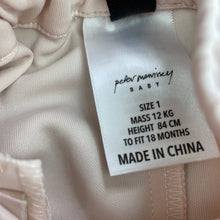 peter morrissey
BABY
SIZE 1
MASS 12 KG
HEIGHT 84 CM
TO FIT 18 MONTHS
MADE IN CHINA